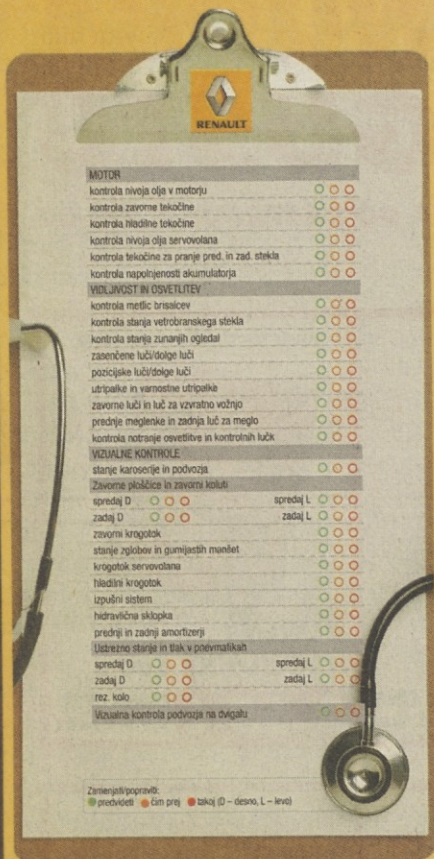 RENAULT
MOTOR
kontrola nivoja olja v motorju
kontrola zavorne tekočine
kontrola hladilne tekočine
kontrola nivoja olja servovolana
kontrola tekočine za pranje pred. in zad. stekla
kontrola napolnjenosti akumulatorja
VIDLJIVOST IN OSVETLITEV
kontrola metlic brisalcev
kontrola stanja vetrobranskega stekla
kontrola stanja zunanjih ogledal
zasenčene luči/dolge luči
pozicijske luči/dolge luči
utripalke in varnostne utripalke
zavorne luči in luč za vzvratno vožnjo
prednje meglenke in zadnja luč za meglo
kontrola notranje osvetlitve in kontrolnih lučk
VIZUALNE KONTROLE
stanje karoserije in podvozja
Zavorne ploščice in zavorni koluti
spredaj D spredaj L
zadaj D zadaj L
zavorni krogotok
stanje zglobov in gumijastih manšet
krogotok servovolana
hladilni krogotok
izpušni sistem
hidravlična sklopka
prednji in zadnji amortizerji
Ustrezno stanje in tlak v pnevmatikah
spredaj D spredaj L
zadaj D zadaj L
rez. kolo
Vizualna kontrola podvozja na dvigalu
Zamenjati/popraviti:
predvideti čim prej takoj (D – desno, L – levo)